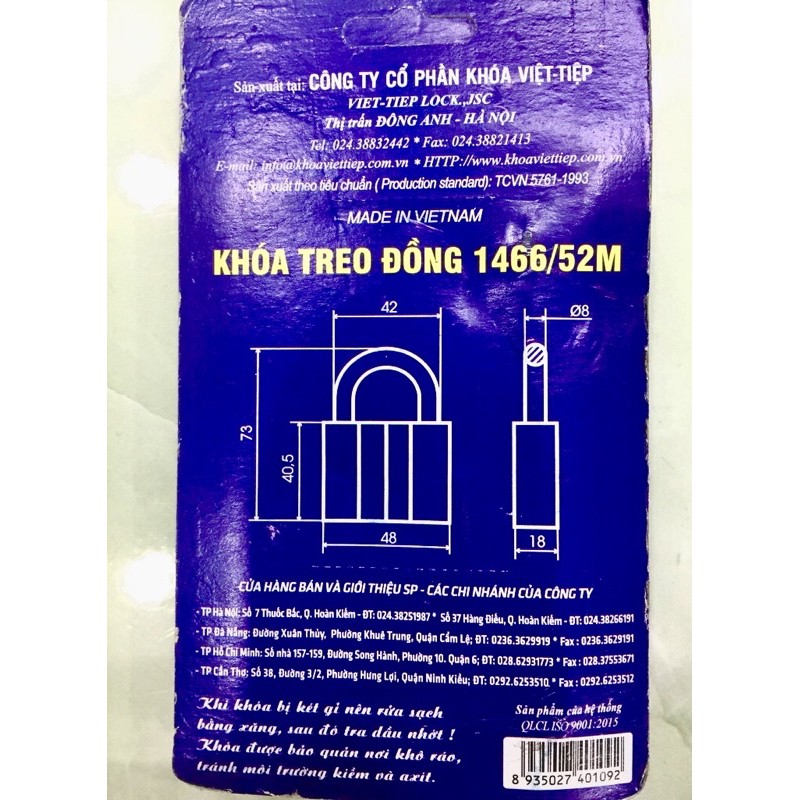 Sản xuất tại: CÔNG TY CỔ PHẦN KHÓA VIỆT-TIỆP
VIET-TIEP LOCK.,JSC
Thị trấn ĐÔNG ANH - HÀ NỘI
Tel: 024.38832442 * Fax: 024.38821413
E-mail: info@khoaviettiep.com.vn * HTTP://www.khoaviettiep.com.vn
Sản xuất theo tiêu chuẩn ( Production standard): TCVN 5761-1993
MADE IN VIETNAM
KHÓA TREO ĐỒNG 1466/52M
42
Ø8
73
40,5
48
18
CỬA HÀNG BÁN VÀ GIỚI THIỆU SP - CÁC CHI NHÁNH CỦA CÔNG TY
- TP Hà Nội: Số 7 Thuốc Bắc, Q. Hoàn Kiếm - ĐT: 024.38251987 * Số 37 Hàng Điếu, Q. Hoàn Kiếm - ĐT: 024.38266191
- TP Đà Nẵng: Đường Xuân Thủy, Phường Khuê Trung, Quận Cẩm Lệ; ĐT: 0236.3629919 * Fax : 0236.3629191
- TP Hồ Chí Minh: Số nhà 157-159, Đường Song Hành, Phường 10. Quận 6; ĐT: 028.62931773 * Fax : 028.37553671
- TP Cần Thơ; Số 38, Đường 3/2, Phường Hưng Lợi, Quận Ninh Kiều; ĐT: 0292.6253510 * Fax : 0292.6253512
Khi khóa bị két gỉ nên rửa sạch
bằng xăng, sau đó tra dầu nhớt !
Khóa được bảo quản nơi khô ráo,
tránh môi trường kiềm và axit.
Sản phẩm của hệ thống
QLCL ISO 9001:2015
8 935027 401092